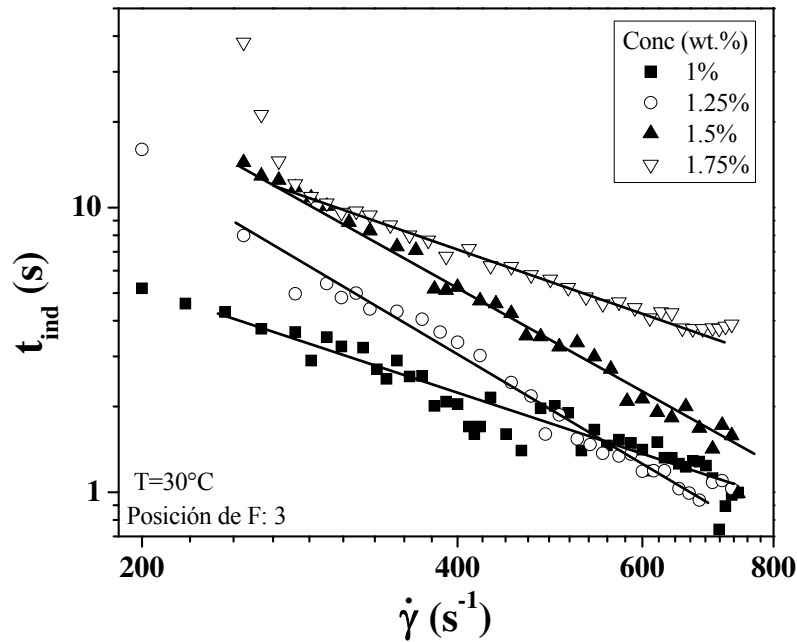 Conc (wt.%)
1%
1.25%
1.5%
1.75%
10
1
t_ind (s)
T=30°C
Posición de F: 3
200
400
600
800
γ̇ (s⁻¹)